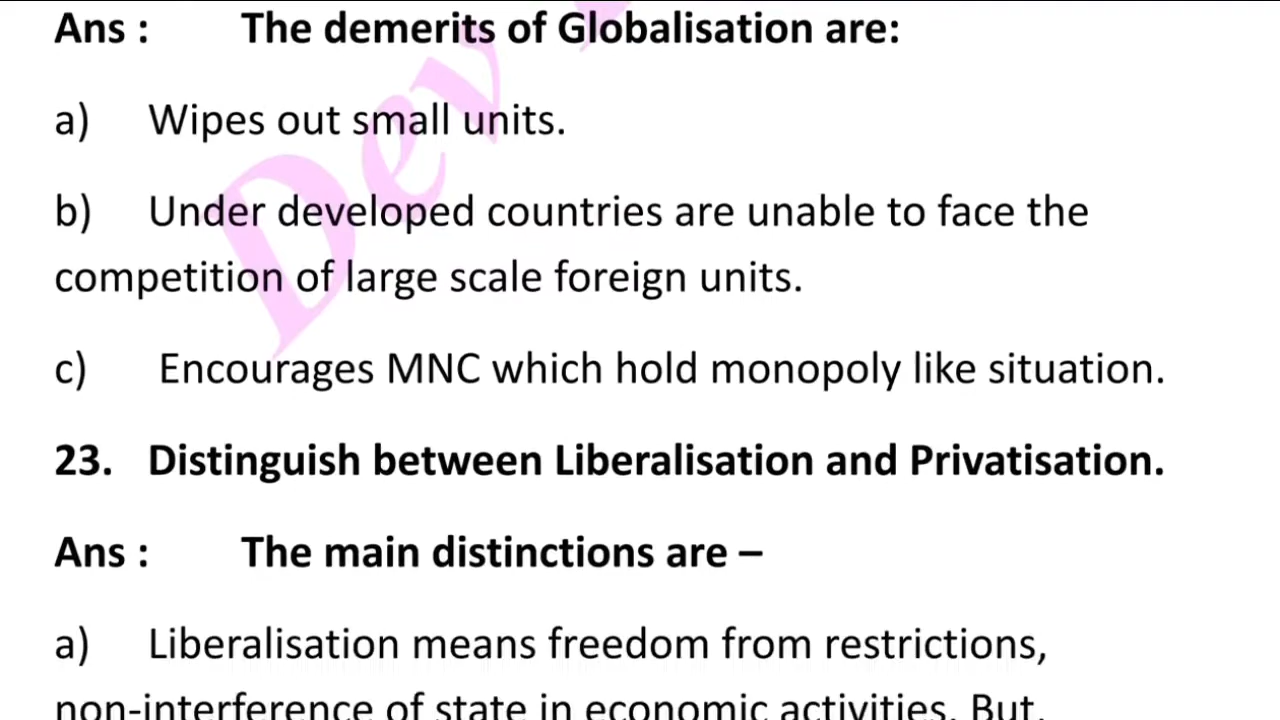 Ans : The demerits of Globalisation are:
a) Wipes out small units.
b) Under developed countries are unable to face the
competition of large scale foreign units.
c) Encourages MNC which hold monopoly like situation.
23. Distinguish between Liberalisation and Privatisation.
Ans : The main distinctions are –
a) Liberalisation means freedom from restrictions,
non-interference of state in economic activities. But,
Dev